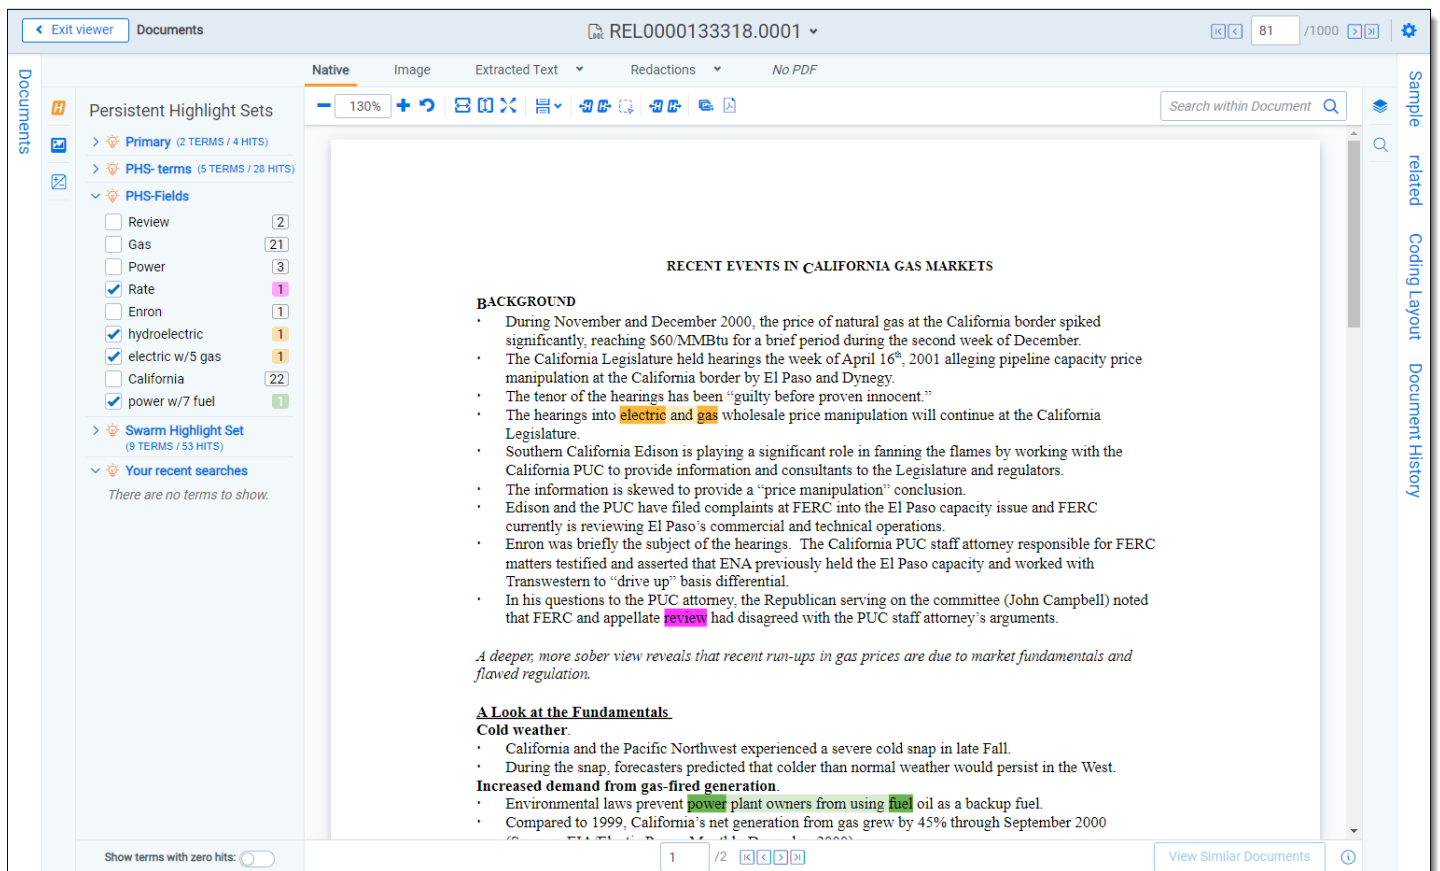 Exit viewer
Documents
REL0000133318.0001
81 /1000
Documents
Native
Image
Extracted Text
Redactions
No PDF
Persistent Highlight Sets
Primary (2 TERMS / 4 HITS)
PHS- terms (5 TERMS / 28 HITS)
PHS-Fields
Review 2
Gas 21
Power 3
Rate 1
Enron 1
hydroelectric 1
electric w/5 gas 1
California 22
power w/7 fuel 1
Swarm Highlight Set
(9 TERMS / 53 HITS)
Your recent searches
There are no terms to show.
Show terms with zero hits:
130%
Search within Document
RECENT EVENTS IN CALIFORNIA GAS MARKETS
BACKGROUND
· During November and December 2000, the price of natural gas at the California border spiked
significantly, reaching $60/MMBtu for a brief period during the second week of December.
· The California Legislature held hearings the week of April 16th, 2001 alleging pipeline capacity price
manipulation at the California border by El Paso and Dynegy.
· The tenor of the hearings has been “guilty before proven innocent.”
· The hearings into electric and gas wholesale price manipulation will continue at the California
Legislature.
· Southern California Edison is playing a significant role in fanning the flames by working with the
California PUC to provide information and consultants to the Legislature and regulators.
· The information is skewed to provide a “price manipulation” conclusion.
· Edison and the PUC have filed complaints at FERC into the El Paso capacity issue and FERC
currently is reviewing El Paso’s commercial and technical operations.
· Enron was briefly the subject of the hearings. The California PUC staff attorney responsible for FERC
matters testified and asserted that ENA previously held the El Paso capacity and worked with
Transwestern to “drive up” basis differential.
· In his questions to the PUC attorney, the Republican serving on the committee (John Campbell) noted
that FERC and appellate review had disagreed with the PUC staff attorney’s arguments.
A deeper, more sober view reveals that recent run-ups in gas prices are due to market fundamentals and
flawed regulation.
A Look at the Fundamentals
Cold weather.
· California and the Pacific Northwest experienced a severe cold snap in late Fall.
· During the snap, forecasters predicted that colder than normal weather would persist in the West.
Increased demand from gas-fired generation.
· Environmental laws prevent power plant owners from using fuel oil as a backup fuel.
· Compared to 1999, California’s net generation from gas grew by 45% through September 2000
1 /2
View Similar Documents
Sample
related
Coding Layout
Document History